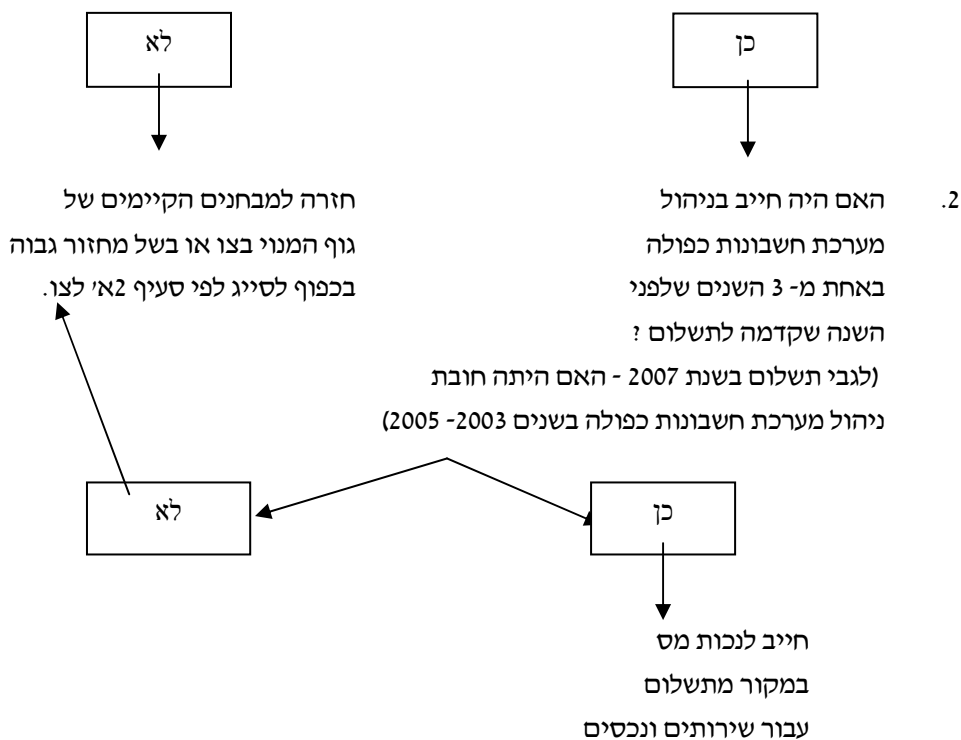 כן
לא
2. האם היה חייב בניהול
מערכת חשבונות כפולה
באחת מ- 3 השנים שלפני
השנה שקדמה לתשלום ?
(לגבי תשלום בשנת 2007 - האם היתה חובת
ניהול מערכת חשבונות כפולה בשנים 2003- 2005)
חזרה למבחנים הקיימים של
גוף המנוי בצו או בשל מחזור גבוה
בכפוף לסייג לפי סעיף 2א' לצו.
כן
לא
חייב לנכות מס
במקור מתשלום
עבור שירותים ונכסים